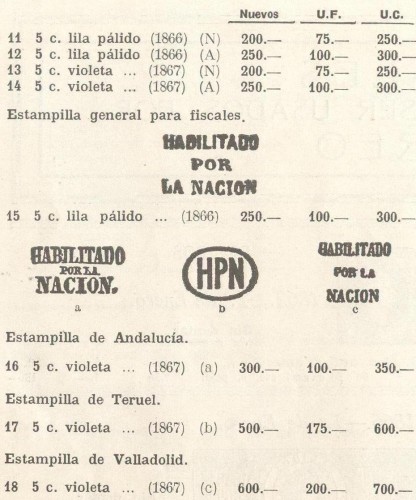 Nuevos U.F. U.C.
11 5 c. lila pálido (1866) (N) 200.— 75.— 250.—
12 5 c. lila pálido (1866) (A) 250.— 100.— 300.—
13 5 c. violeta ... (1867) (N) 200.— 75.— 250.—
14 5 c. violeta ... (1867) (A) 250.— 100.— 300.—
Estampilla general para fiscales.
HABILITADO
POR
LA NACION
15 5 c. lila pálido ... (1866) 250.— 100.— 300.—
HABILITADO
POR LA
NACION.
a
HPN
b
HABILITADO
POR LA
NACION
c
Estampilla de Andalucía.
16 5 c. violeta ... (1867) (a) 300.— 100.— 350.—
Estampilla de Teruel.
17 5 c. violeta ... (1867) (b) 500.— 175.— 600.—
Estampilla de Valladolid.
18 5 c. violeta ... (1867) (c) 600.— 200.— 700.—